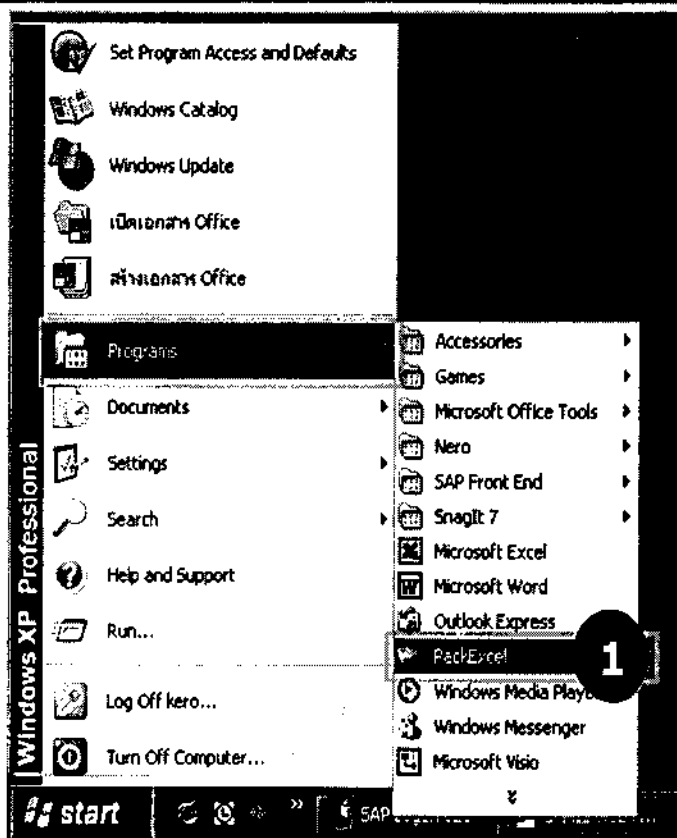 Set Program Access and Defaults
Windows Catalog
Windows Update
เปิดเอกสาร Office
สร้างเอกสาร Office
Programs
Documents
Settings
Search
Help and Support
Run...
Log Off kero...
Turn Off Computer...
Windows XP Professional
Accessories
Games
Microsoft Office Tools
Nero
SAP Front End
SnagIt 7
Microsoft Excel
Microsoft Word
Outlook Express
PackExcel
1
Windows Media
Windows Messenger
Microsoft Visio
start
SAP